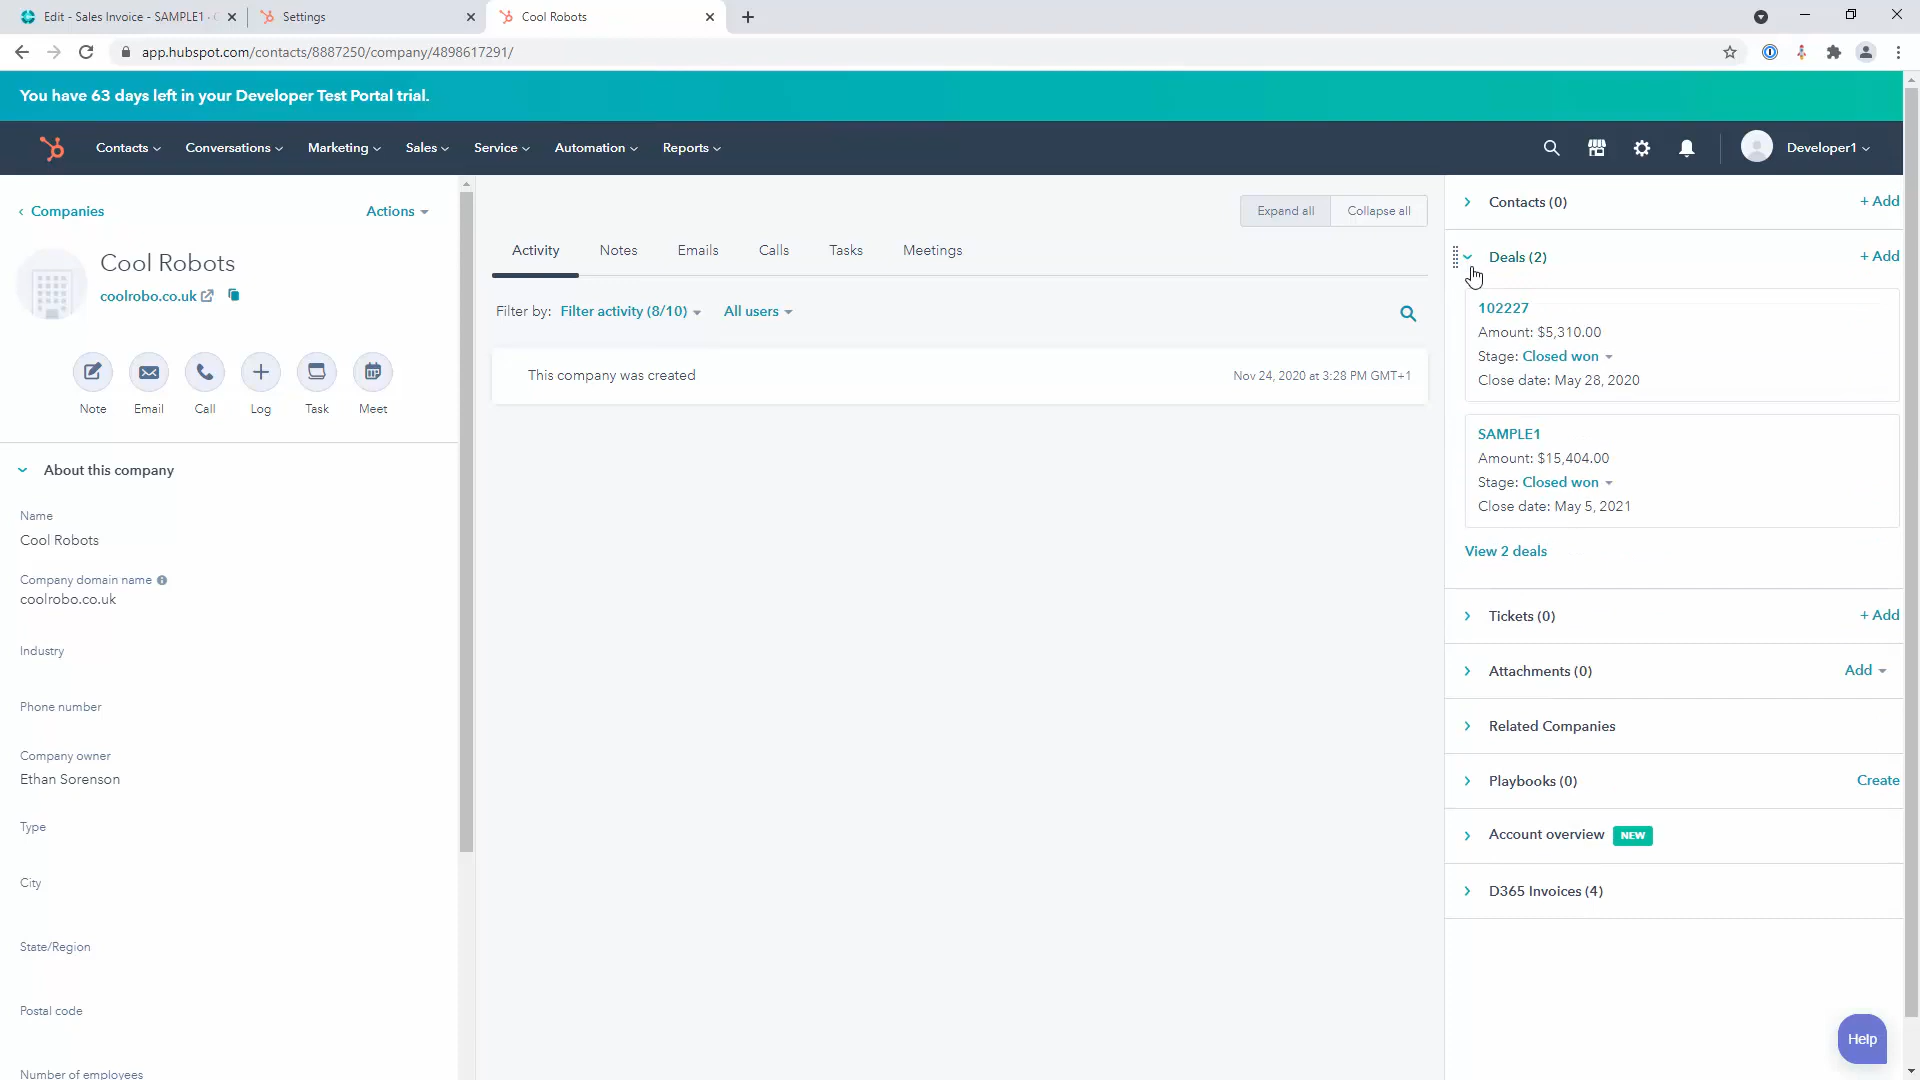 Edit - Sales Invoice - SAMPLE1 ·
Settings
Cool Robots
app.hubspot.com/contacts/8887250/company/4898617291/
You have 63 days left in your Developer Test Portal trial.
Contacts
Conversations
Marketing
Sales
Service
Automation
Reports
Developer1
Companies
Actions
Cool Robots
coolrobo.co.uk
Note
Email
Call
Log
Task
Meet
About this company
Name
Cool Robots
Company domain name
coolrobo.co.uk
Industry
Phone number
Company owner
Ethan Sorenson
Type
City
State/Region
Postal code
Number of employees
Expand all
Collapse all
Activity
Notes
Emails
Calls
Tasks
Meetings
Filter by: Filter activity (8/10)
All users
This company was created
Nov 24, 2020 at 3:28 PM GMT+1
Contacts (0)
+ Add
Deals (2)
+ Add
102227
Amount: $5,310.00
Stage: Closed won
Close date: May 28, 2020
SAMPLE1
Amount: $15,404.00
Stage: Closed won
Close date: May 5, 2021
View 2 deals
Tickets (0)
+ Add
Attachments (0)
Add
Related Companies
Playbooks (0)
Create
Account overview NEW
D365 Invoices (4)
Help